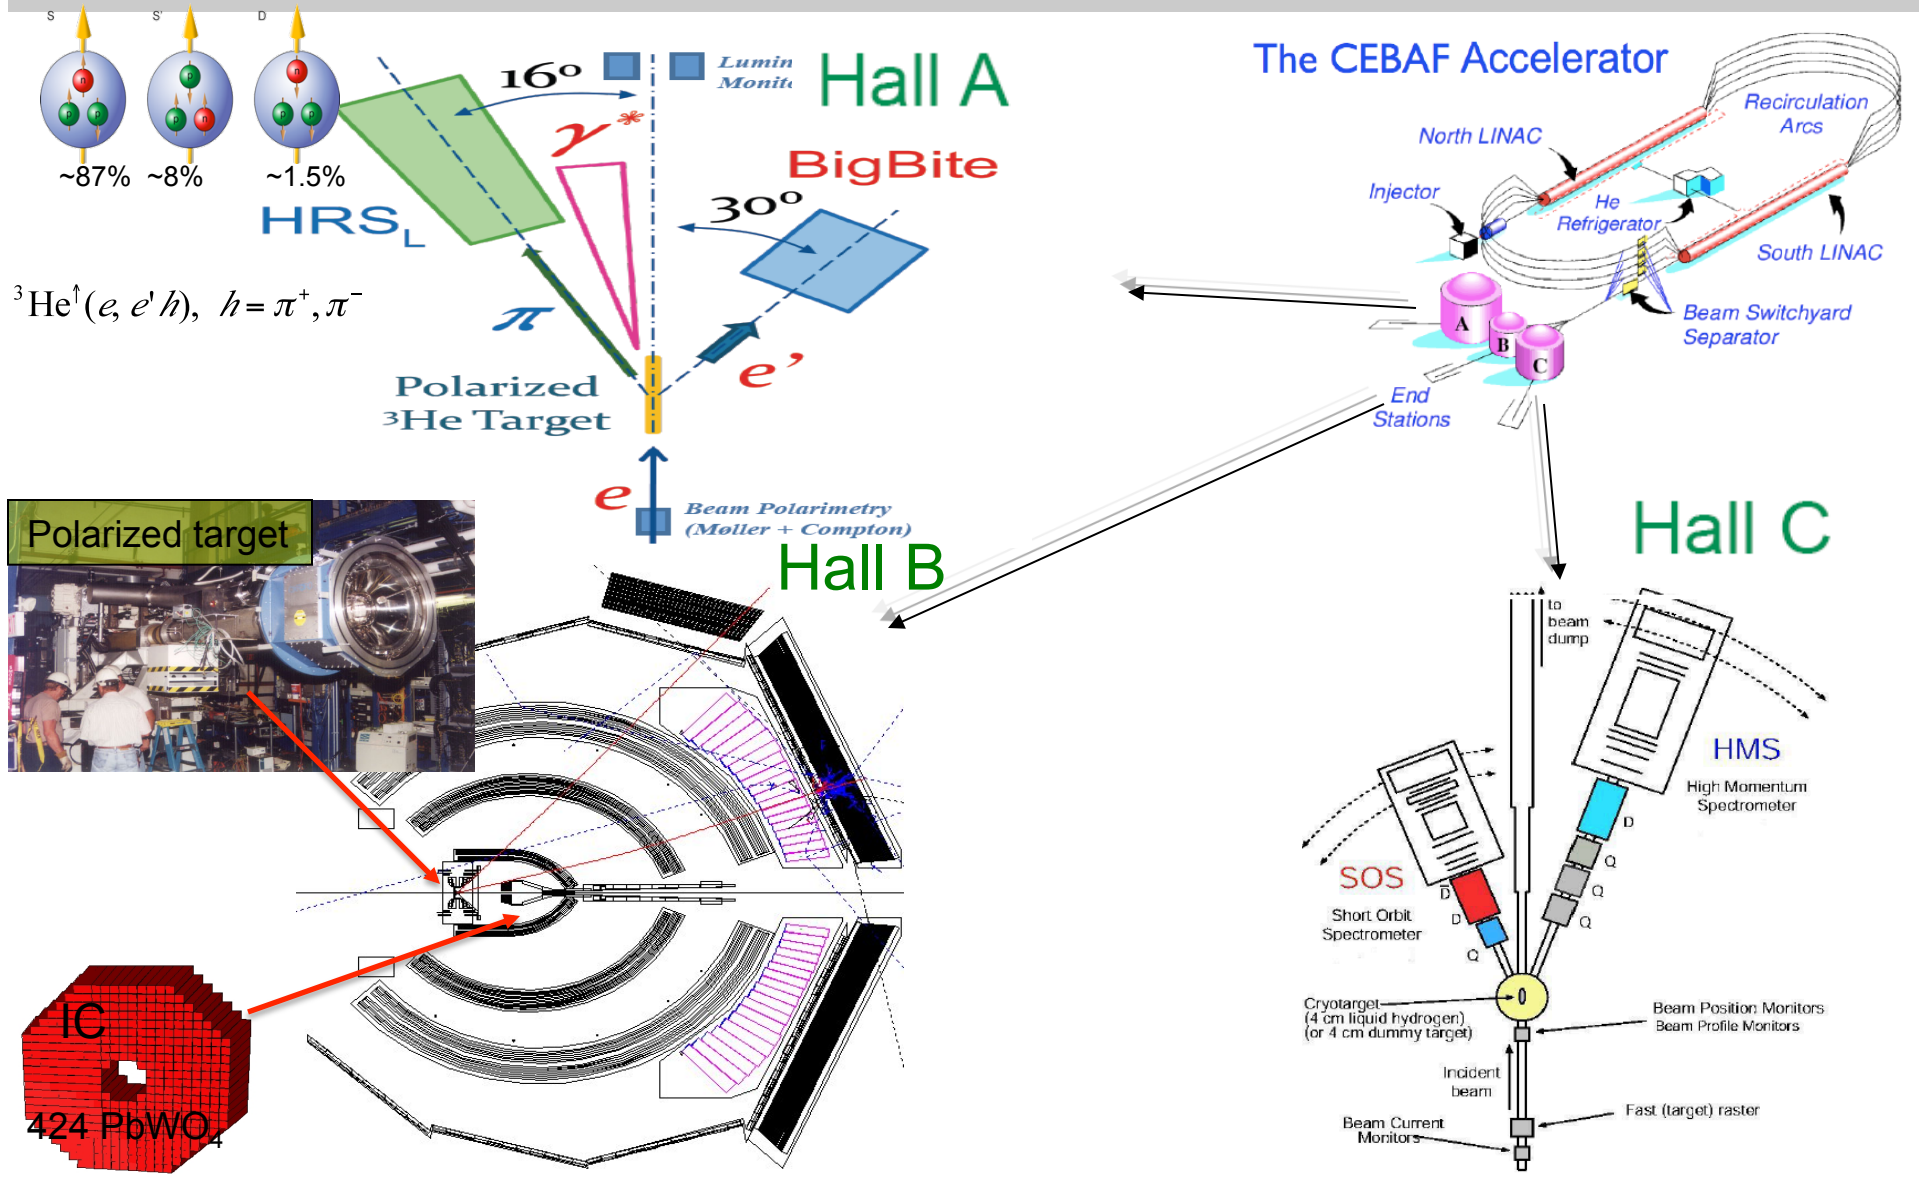 S S' D
n p n
p p p n p p
~87% ~8% ~1.5%
16º
Hall A
γ*
BigBite
HRSL
30º
³He↑(e, e' h), h = π⁺, π⁻
π
e'
Polarized
³He Target
e
Beam Polarimetry
(Møller + Compton)
The CEBAF Accelerator
Recirculation
Arcs
North LINAC
Injector
He
Refrigerator
South LINAC
Beam Switchyard
Separator
A
B
C
End
Stations
Polarized target
Hall B
IC
424 PbWO₄
Hall C
to
beam
dump
HMS
High Momentum
Spectrometer
D
Q
Q
Q
SOS
Short Orbit
Spectrometer
D
D
Q
Cryotarget
(4 cm liquid hydrogen)
(or 4 cm dummy target)
Beam Position Monitors
Beam Profile Monitors
Incident
beam
Fast (target) raster
Beam Current
Monitors